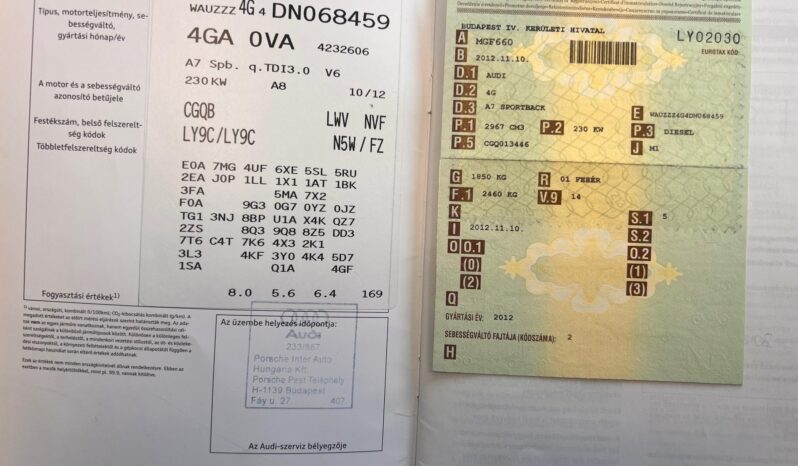 Típus, motorteljesítmény, se-
bességváltó,
gyártási hónap/év
A motor és a sebességváltó
azonosító betűjele
Festékszám, belső felszerelt-
ség kódok
Többletfelszereltség kódok
Fogyasztási értékek1)
WAUZZZ 4G 4 DN068459
4GA 0VA 4232606
A7 Spb. q.TDI3.0 V6
230 KW A8 10/12
CGQB LWV NVF
LY9C/LY9C N5W/FZ
E0A 7MG 4UF 6XE 5SL 5RU
2EA J0P 1LL 1X1 1AT 1BK
3FA 5MA 7X2
F0A 9G3 0G7 0YZ 0JZ
TG1 3NJ 8BP U1A X4K QZ7
2ZS 8Q3 9Q8 8Z5 DD3
7T6 C4T 7K6 4X3 2K1
3L3 4KF 3Y0 4K4 5D7
1SA Q1A 4GF
8.0 5.6 6.4 169
Az üzembe helyezés időpontja:
Audi
233/867
Porsche Inter Auto
Hungaria Kft.
Porsche Pest Telephely
H-1139 Budapest
Fáy u. 27. 407.
Az Audi-szerviz bélyegzője
BUDAPEST IV. KERÜLETI HIVATAL
LY02030
EUROTAX KÓD:
A MGF660
B 2012.11.10.
D.1 AUDI
D.2 4G
D.3 A7 SPORTBACK
E WAUZZZ4G4DN068459
P.1 2967 CM3 P.2 230 KW P.3 DIESEL
P.5 CGQ013446 J M1
G 1850 KG R 01 FEHÉR
F.1 2460 KG V.9 14
K S.1 5
I 2012.11.10. S.2
O O.1 O.2
(0) (1)
(2) (3)
Q
GYÁRTÁSI ÉV: 2012
SEBESSÉGVÁLTÓ FAJTÁJA (KÓDSZÁMA): 2
H